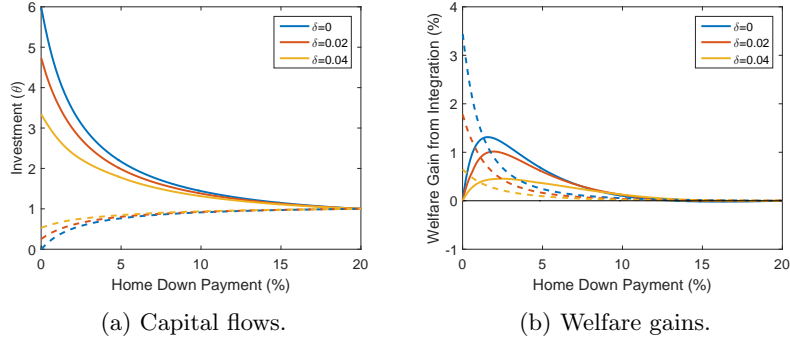 6
5
4
3
2
1
0
Investment (θ)
0
5
10
15
20
Home Down Payment (%)
δ=0
δ=0.02
δ=0.04
(a) Capital flows.
4
3
2
1
0
-1
Welfare Gain from Integration (%)
0
5
10
15
20
Home Down Payment (%)
δ=0
δ=0.02
δ=0.04
(b) Welfare gains.